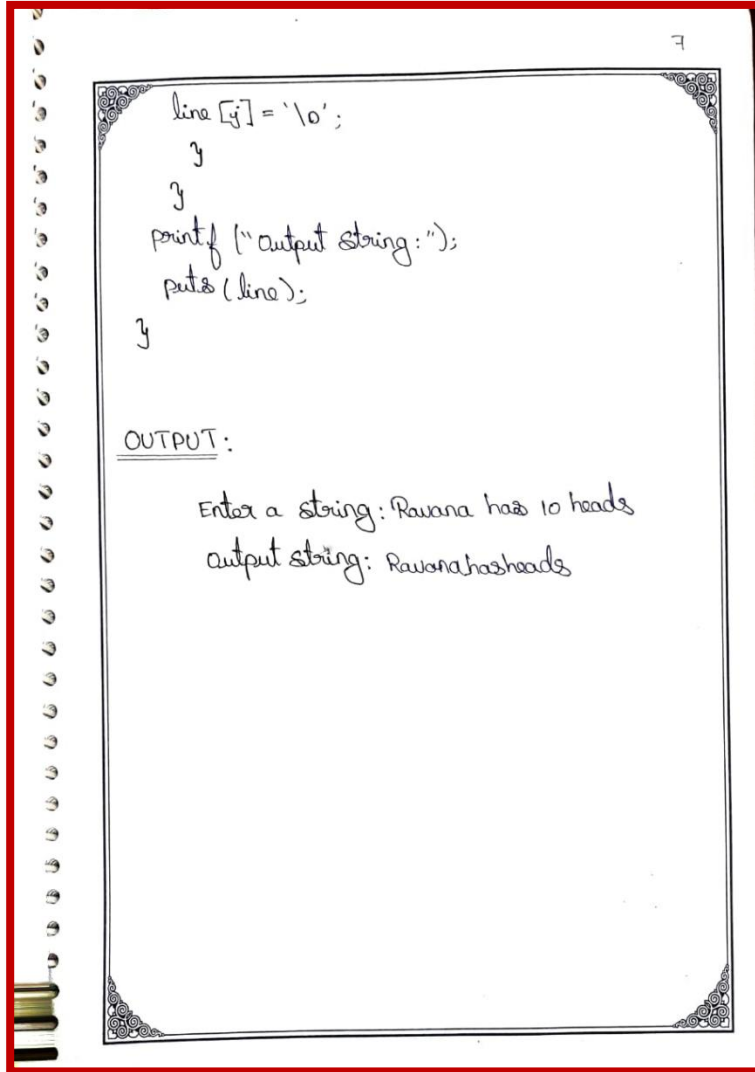 7
line [j] = '\0';
}
}
printf ("Output string:");
puts (line);
}
OUTPUT:
Enter a string: Ravana has 10 heads
Output string: Ravanahasheads